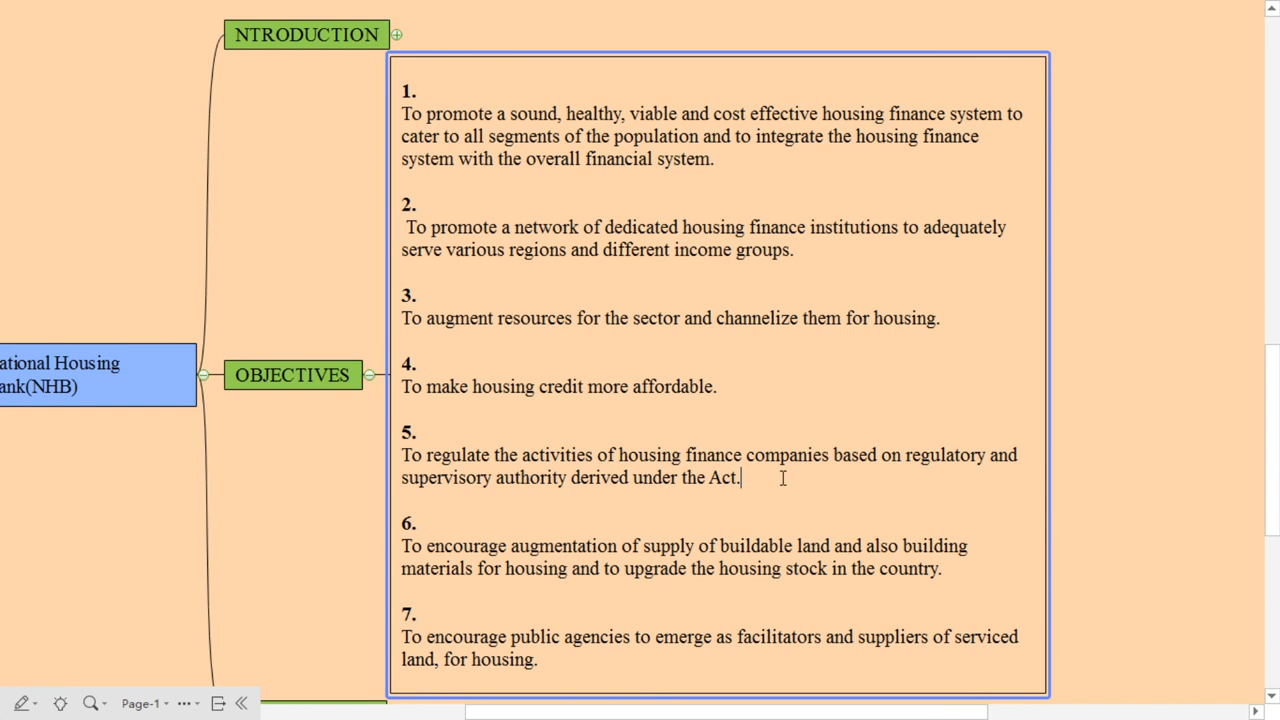 NTRODUCTION
1.
To promote a sound, healthy, viable and cost effective housing finance system to
cater to all segments of the population and to integrate the housing finance
system with the overall financial system.
2.
To promote a network of dedicated housing finance institutions to adequately
serve various regions and different income groups.
3.
To augment resources for the sector and channelize them for housing.
4.
To make housing credit more affordable.
ational Housing
ank(NHB)
OBJECTIVES
5.
To regulate the activities of housing finance companies based on regulatory and
supervisory authority derived under the Act.
6.
To encourage augmentation of supply of buildable land and also building
materials for housing and to upgrade the housing stock in the country.
7.
To encourage public agencies to emerge as facilitators and suppliers of serviced
land, for housing.
Page-1